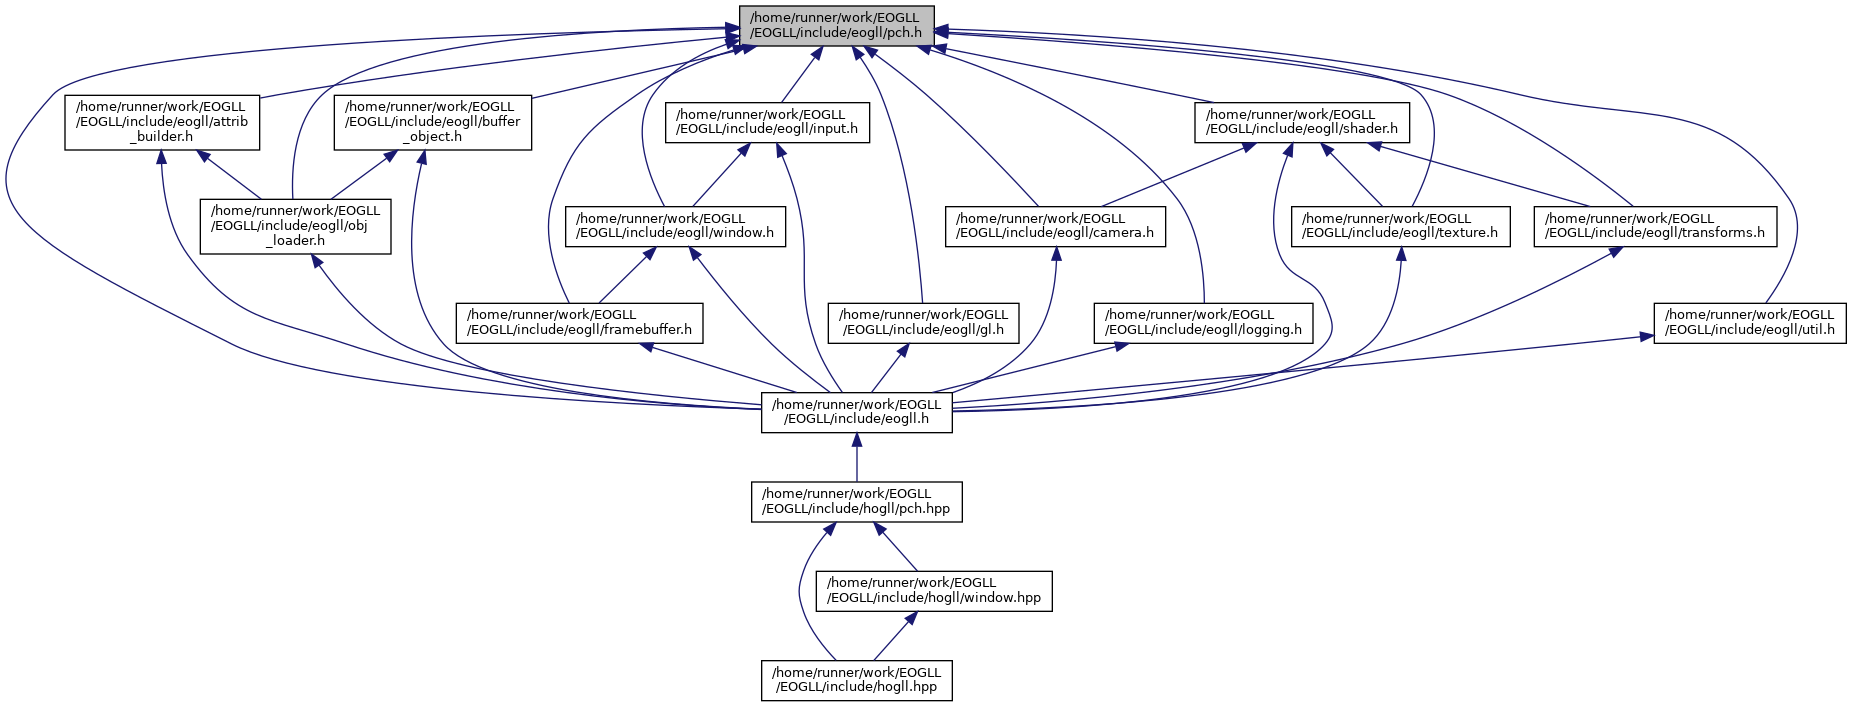 /home/runner/work/EOGLL
/EOGLL/include/eogll/pch.h
/home/runner/work/EOGLL
/EOGLL/include/eogll/attrib
_builder.h
/home/runner/work/EOGLL
/EOGLL/include/eogll/buffer
_object.h
/home/runner/work/EOGLL
/EOGLL/include/eogll/input.h
/home/runner/work/EOGLL
/EOGLL/include/eogll/shader.h
/home/runner/work/EOGLL
/EOGLL/include/eogll/obj
_loader.h
/home/runner/work/EOGLL
/EOGLL/include/eogll/window.h
/home/runner/work/EOGLL
/EOGLL/include/eogll/camera.h
/home/runner/work/EOGLL
/EOGLL/include/eogll/texture.h
/home/runner/work/EOGLL
/EOGLL/include/eogll/transforms.h
/home/runner/work/EOGLL
/EOGLL/include/eogll/framebuffer.h
/home/runner/work/EOGLL
/EOGLL/include/eogll/gl.h
/home/runner/work/EOGLL
/EOGLL/include/eogll/logging.h
/home/runner/work/EOGLL
/EOGLL/include/eogll/util.h
/home/runner/work/EOGLL
/EOGLL/include/eogll.h
/home/runner/work/EOGLL
/EOGLL/include/hogll/pch.hpp
/home/runner/work/EOGLL
/EOGLL/include/hogll/window.hpp
/home/runner/work/EOGLL
/EOGLL/include/hogll.hpp